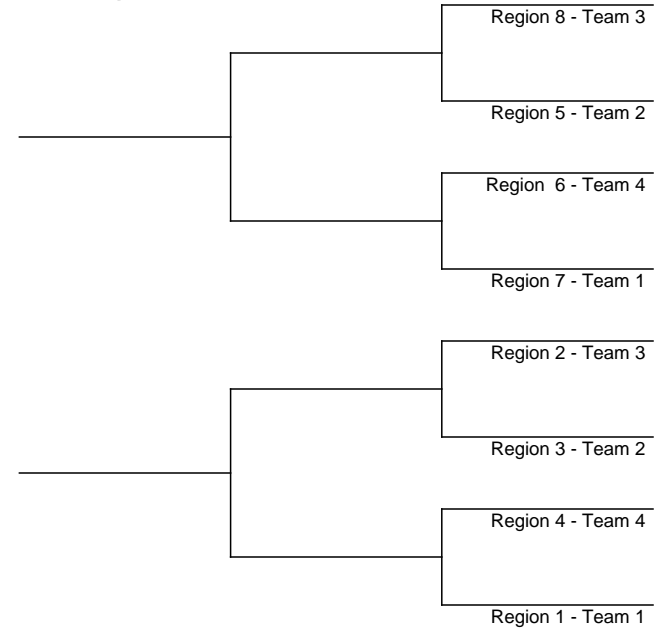 Region 8 - Team 3
Region 5 - Team 2
Region  6 - Team 4
Region 7 - Team 1
Region 2 - Team 3
Region 3 - Team 2
Region 4 - Team 4
Region 1 - Team 1